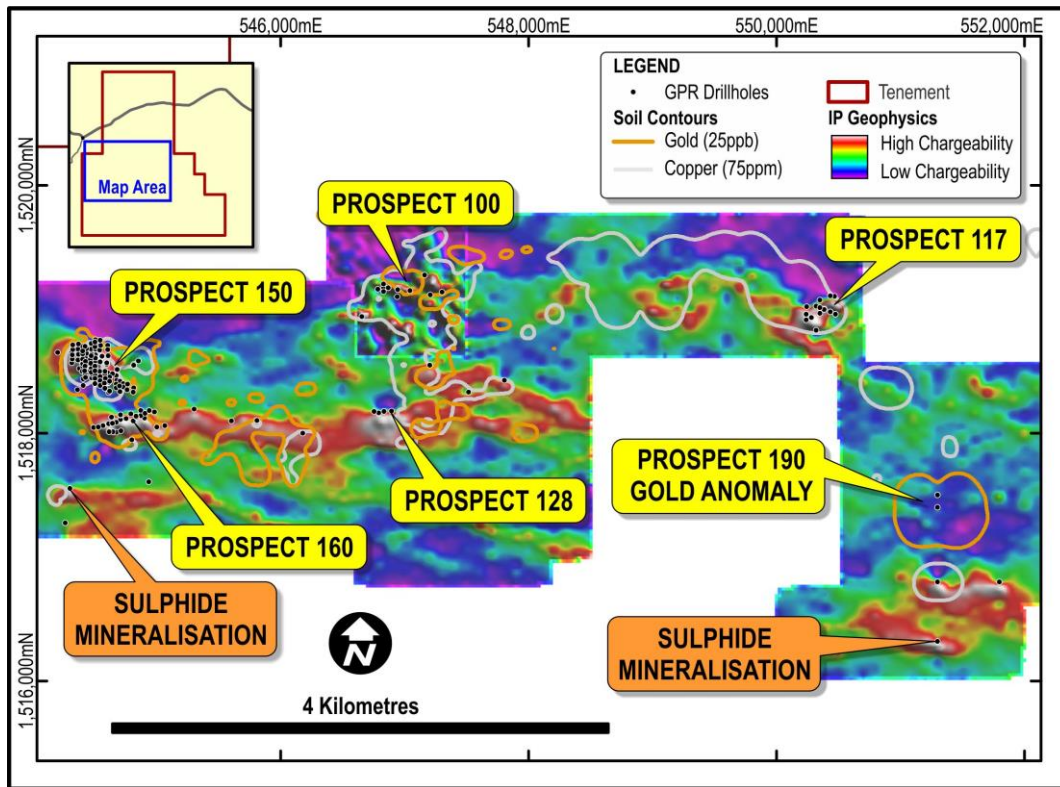 546,000mE
548,000mE
550,000mE
552,000mE
1,520,000mN
1,518,000mN
1,516,000mN
Map Area
LEGEND
GPR Drillholes
Tenement
Soil Contours
IP Geophysics
Gold (25ppb)
High Chargeability
Copper (75ppm)
Low Chargeability
PROSPECT 100
PROSPECT 117
PROSPECT 150
PROSPECT 190
GOLD ANOMALY
PROSPECT 128
PROSPECT 160
SULPHIDE
MINERALISATION
SULPHIDE
MINERALISATION
N
4 Kilometres